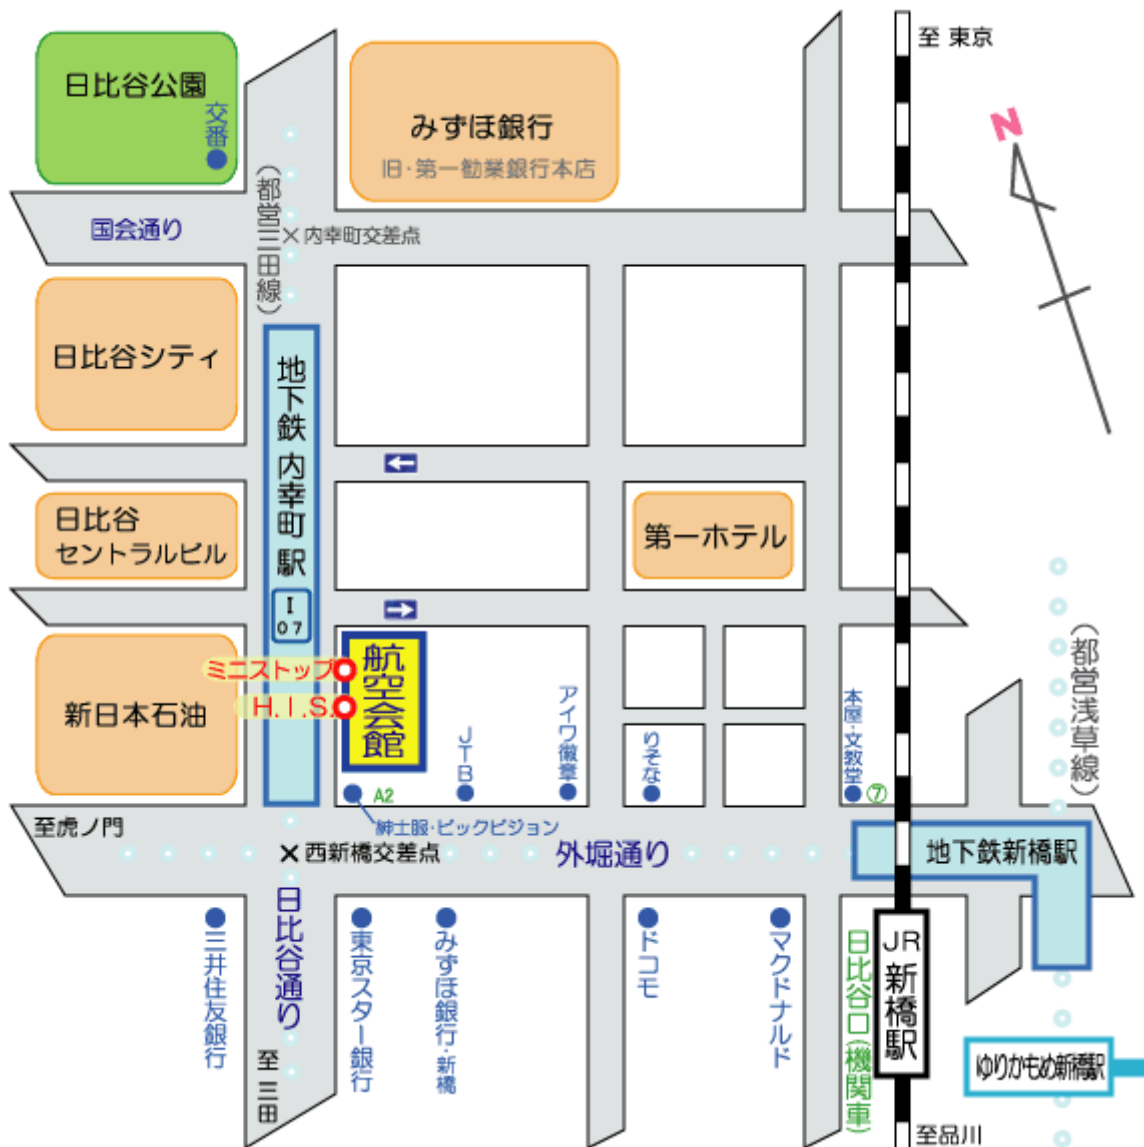 至 東京
日比谷公園
交番
みずほ銀行
旧・第一勧業銀行本店
N
(都営三田線)
国会通り
内幸町交差点
日比谷シティ
地下鉄 内幸町 駅
I
07
日比谷
セントラルビル
第一ホテル
新日本石油
ミニストップ
H.I.S.
航空会館
JTB
アイワ徽章
りそな
本屋・文教堂
⑦
(都営浅草線)
A2
紳士服・ビックビジョン
至虎ノ門
西新橋交差点
外堀通り
地下鉄新橋駅
日比谷通り
三井住友銀行
東京スター銀行
みずほ銀行・新橋
ドコモ
マクドナルド
日比谷口(機関車)
JR
新橋駅
ゆりかもめ新橋駅
至 三田
至品川